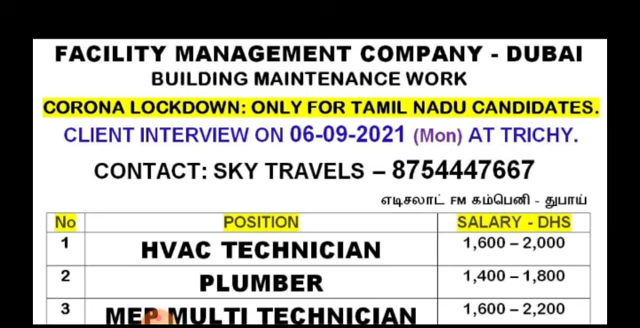 FACILITY MANAGEMENT COMPANY - DUBAI
BUILDING MAINTENANCE WORK
CORONA LOCKDOWN: ONLY FOR TAMIL NADU CANDIDATES.
CLIENT INTERVIEW ON 06-09-2021 (Mon) AT TRICHY.
CONTACT: SKY TRAVELS – 8754447667
எடிசலாட் FM கம்பெனி - துபாய்
No POSITION SALARY - DHS
1 HVAC TECHNICIAN 1,600 – 2,000
2 PLUMBER 1,400 – 1,800
3 MEP MULTI TECHNICIAN 1,600 – 2,200